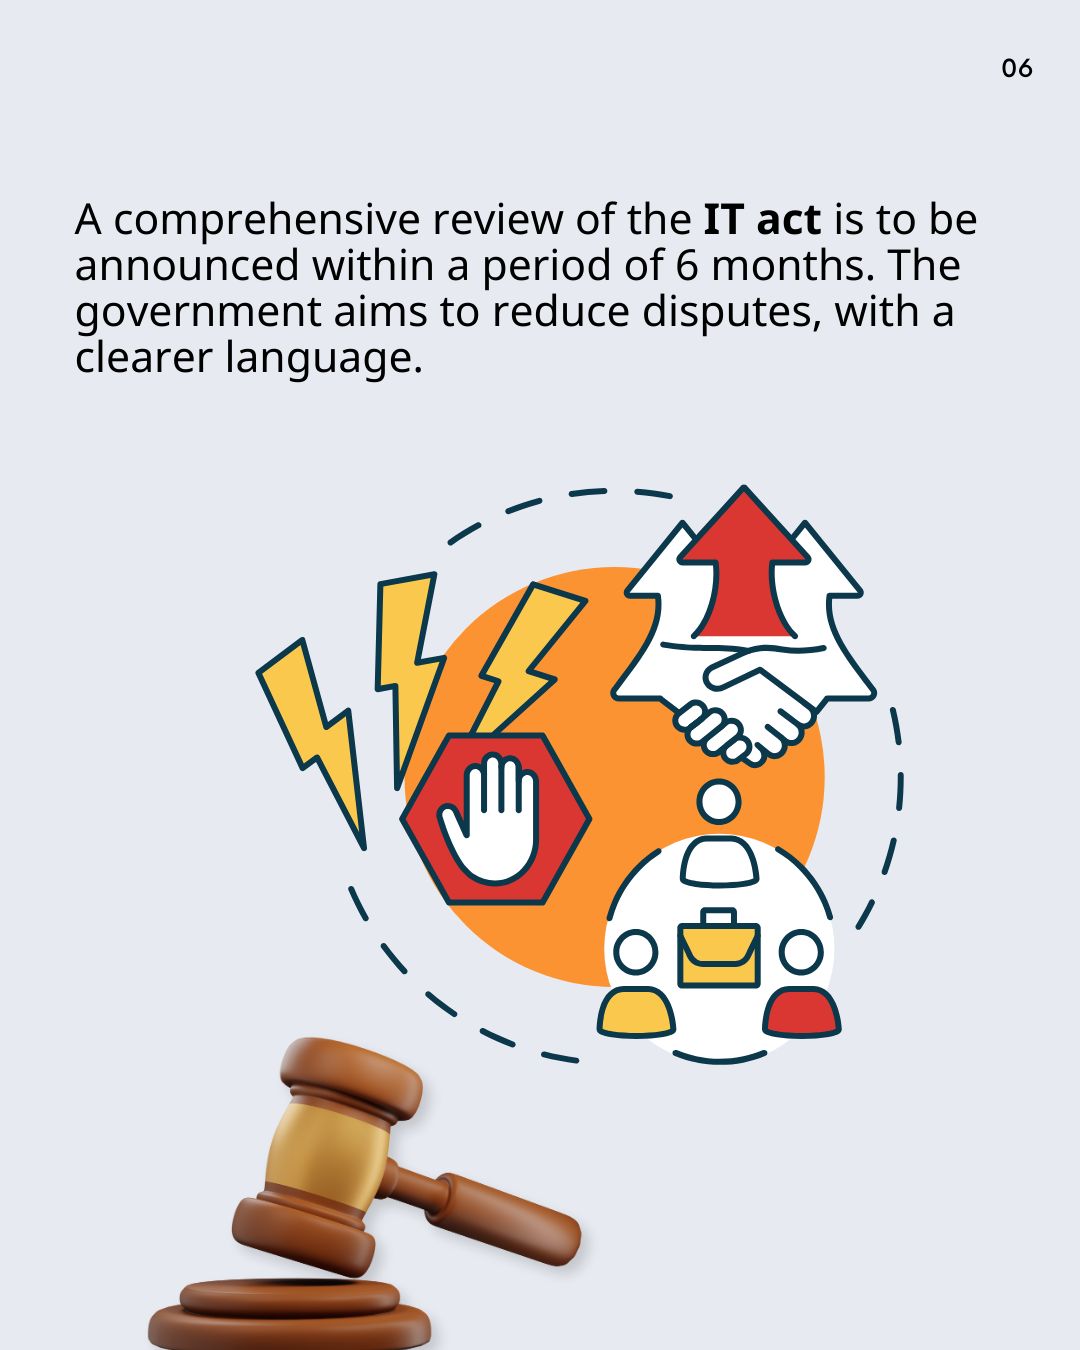 06
A comprehensive review of the IT act is to be
announced within a period of 6 months. The
government aims to reduce disputes, with a
clearer language.